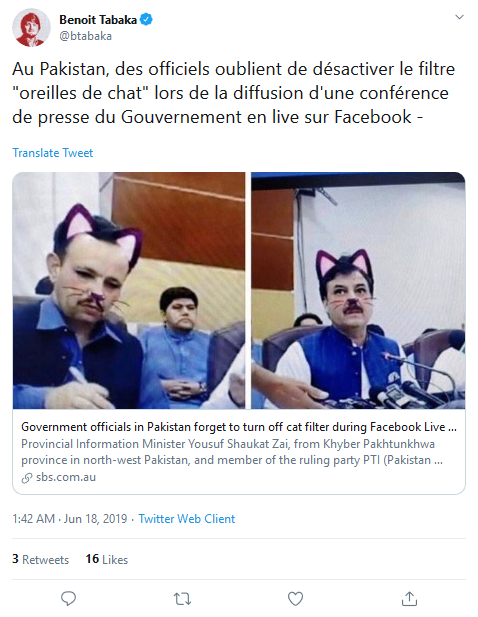 Benoit Tabaka
@btabaka
Au Pakistan, des officiels oublient de désactiver le filtre
"oreilles de chat" lors de la diffusion d'une conférence
de presse du Gouvernement en live sur Facebook -
Translate Tweet
Government officials in Pakistan forget to turn off cat filter during Facebook Live ...
Provincial Information Minister Yousuf Shaukat Zai, from Khyber Pakhtunkhwa
province in north-west Pakistan, and member of the ruling party PTI (Pakistan ...
sbs.com.au
1:42 AM · Jun 18, 2019 · Twitter Web Client
3 Retweets 16 Likes